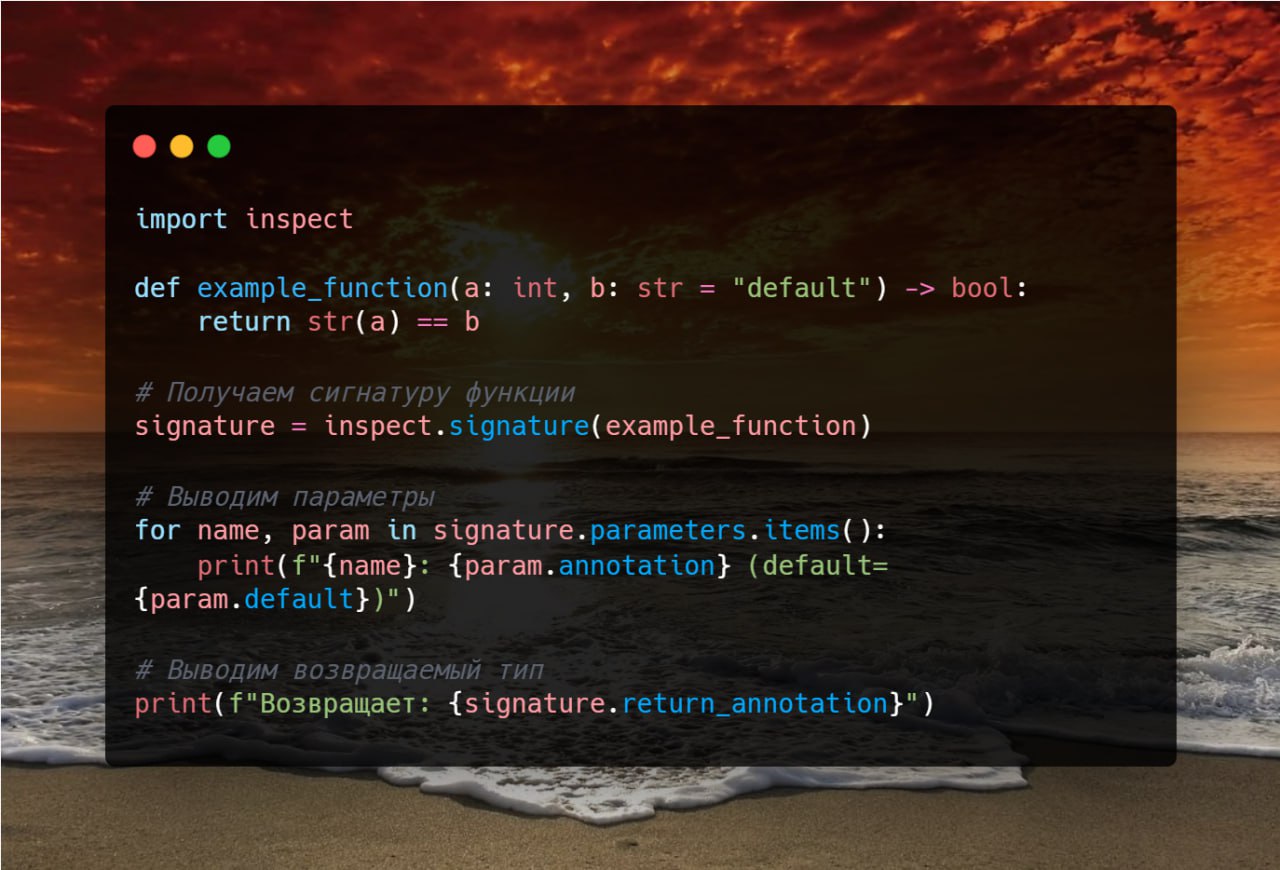 import inspect
def example_function(a: int, b: str = "default") -> bool:
    return str(a) == b
# Получаем сигнатуру функции
signature = inspect.signature(example_function)
# Выводим параметры
for name, param in signature.parameters.items():
    print(f"{name}: {param.annotation} (default=
{param.default})")
# Выводим возвращаемый тип
print(f"Возвращает: {signature.return_annotation}")